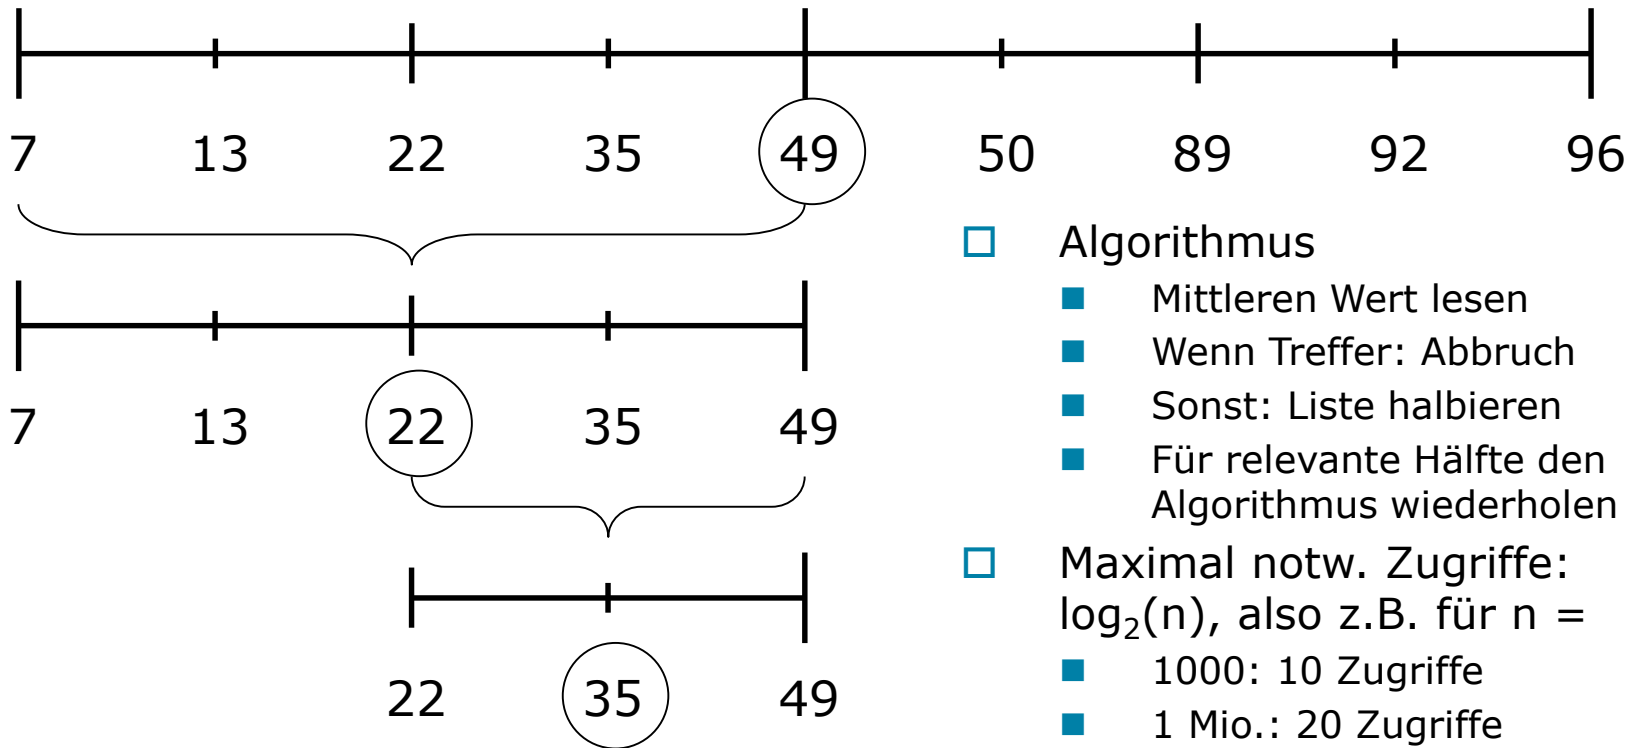 7 13 22 35 49 50 89 92 96
7 13 22 35 49
22 35 49
Algorithmus
Mittleren Wert lesen
Wenn Treffer: Abbruch
Sonst: Liste halbieren
Für relevante Hälfte den
Algorithmus wiederholen
Maximal notw. Zugriffe:
log₂(n), also z.B. für n =
1000: 10 Zugriffe
1 Mio.: 20 Zugriffe